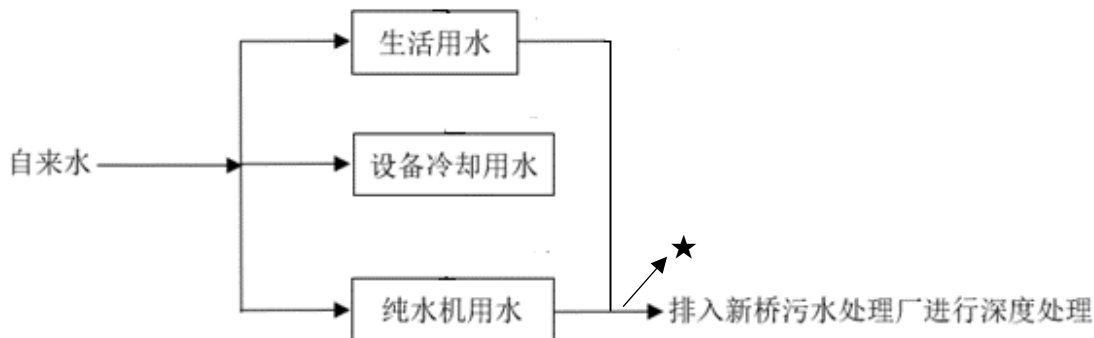 生活用水
自来水
设备冷却用水
★
纯水机用水
排入新桥污水处理厂进行深度处理